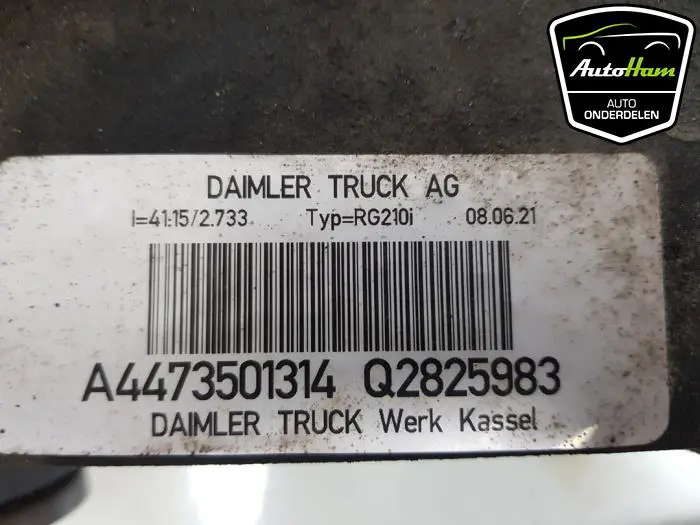 AutoHam
AUTO
ONDERDELEN
DAIMLER TRUCK AG
I=41:15/2.733 Typ=RG210i 08.06.21
A4473501314 Q2825983
DAIMLER TRUCK Werk Kassel